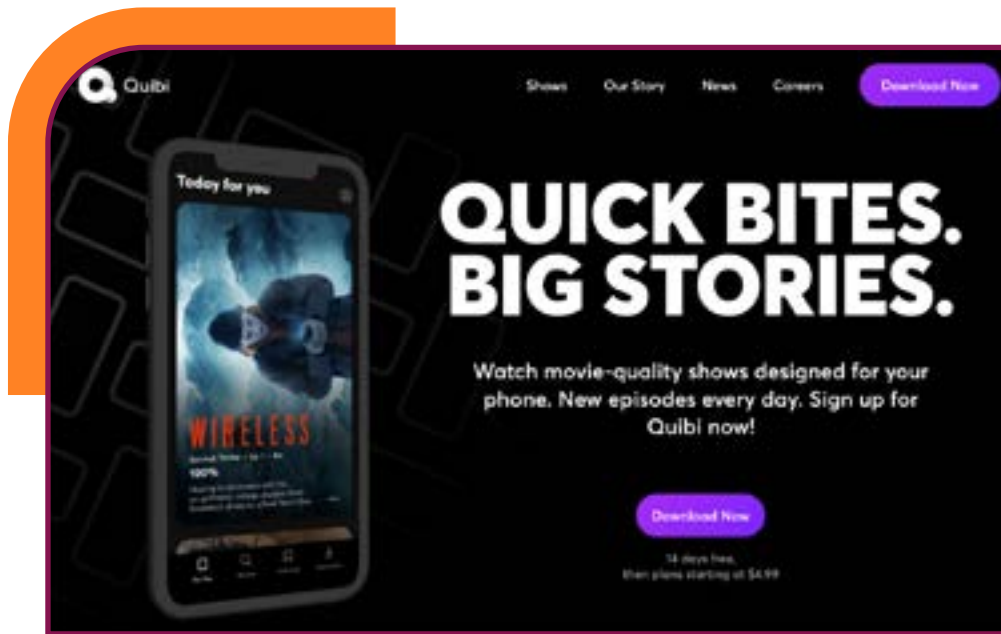 Quibi
Shows Our Story News Careers Download Now
Today for you
QUICK BITES.
BIG STORIES.
Watch movie-quality shows designed for your
phone. New episodes every day. Sign up for
Quibi now!
WIRELESS
100%
Download Now
14 days free,
then plans starting at $4.99